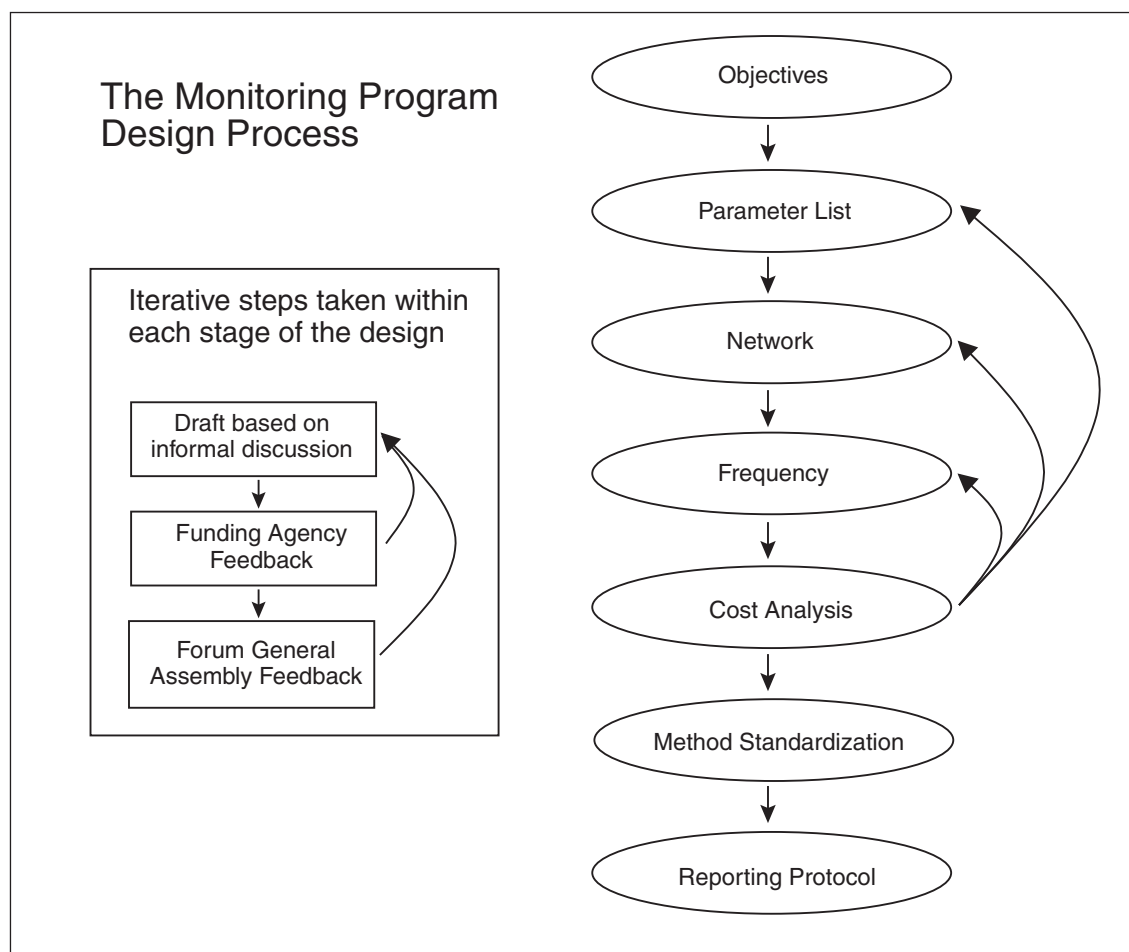 The Monitoring Program
Design Process
Iterative steps taken within
each stage of the design
Draft based on
informal discussion
Funding Agency
Feedback
Forum General
Assembly Feedback
Objectives
Parameter List
Network
Frequency
Cost Analysis
Method Standardization
Reporting Protocol